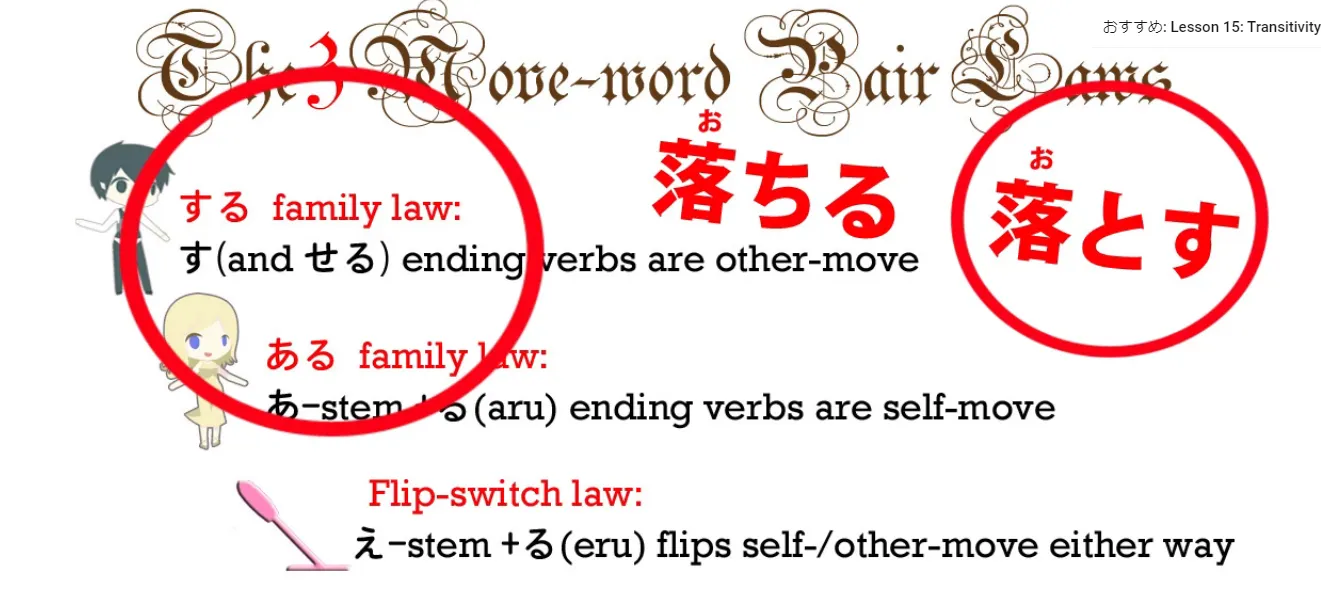 おすすめ: Lesson 15: Transitivity
The 3 Move-word Pair Laws
お
落ちる
お
落とす
する family law:
す(and せる) ending verbs are other-move
ある family law:
あ-stem +る(aru) ending verbs are self-move
Flip-switch law:
え-stem +る(eru) flips self-/other-move either way